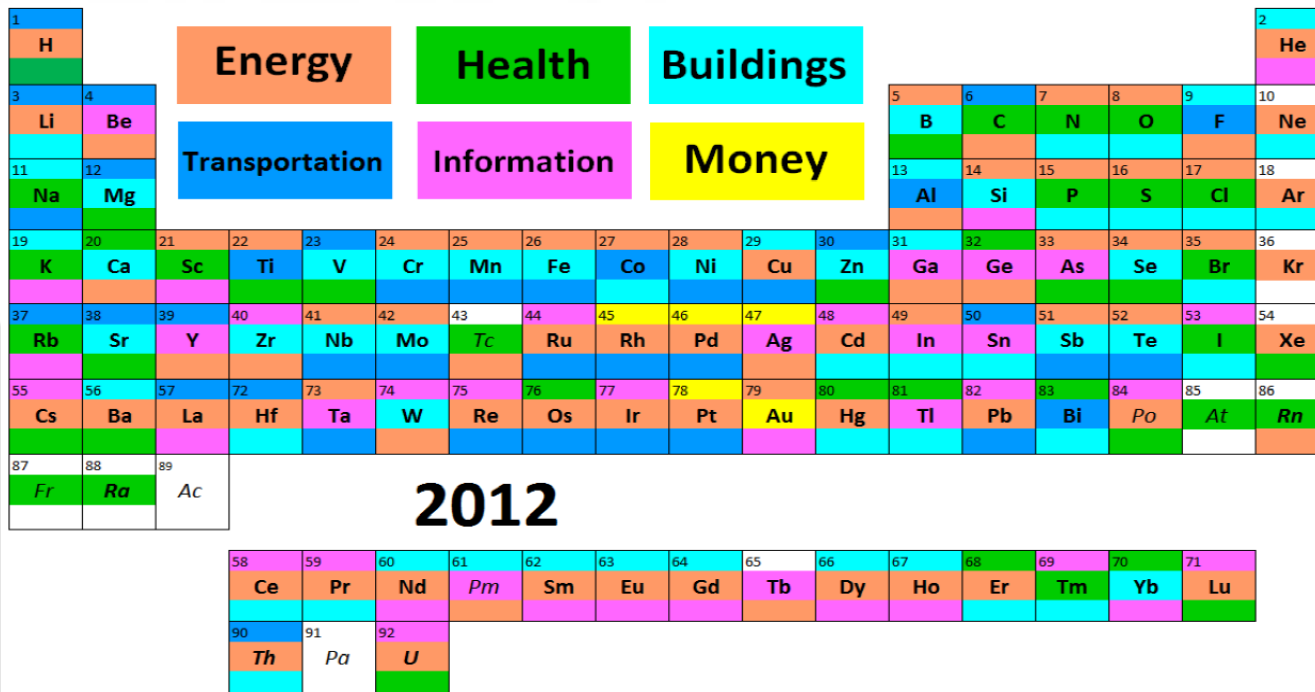 1 2
H Energy Health Buildings He
3 4 5 6 7 8 9 10
Li Be Transportation Information Money B C N O F Ne
11 12 13 14 15 16 17 18
Na Mg Al Si P S Cl Ar
19 20 21 22 23 24 25 26 27 28 29 30 31 32 33 34 35 36
K Ca Sc Ti V Cr Mn Fe Co Ni Cu Zn Ga Ge As Se Br Kr
37 38 39 40 41 42 43 44 45 46 47 48 49 50 51 52 53 54
Rb Sr Y Zr Nb Mo Tc Ru Rh Pd Ag Cd In Sn Sb Te I Xe
55 56 57 72 73 74 75 76 77 78 79 80 81 82 83 84 85 86
Cs Ba La Hf Ta W Re Os Ir Pt Au Hg Tl Pb Bi Po At Rn
87 88 89
Fr Ra Ac
2012
58 59 60 61 62 63 64 65 66 67 68 69 70 71
Ce Pr Nd Pm Sm Eu Gd Tb Dy Ho Er Tm Yb Lu
90 91 92
Th Pa U